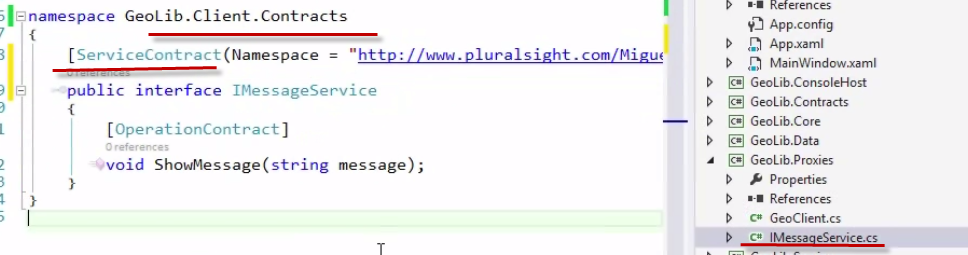 namespace GeoLib.Client.Contracts
{
[ServiceContract(Namespace = "http://www.pluralsight.com/Migue
0 references
public interface IMessageService
{
[OperationContract]
0 references
void ShowMessage(string message);
}
}
References
App.config
App.xaml
MainWindow.xaml
GeoLib.ConsoleHost
GeoLib.Contracts
GeoLib.Core
GeoLib.Data
GeoLib.Proxies
Properties
References
GeoClient.cs
IMessageService.cs